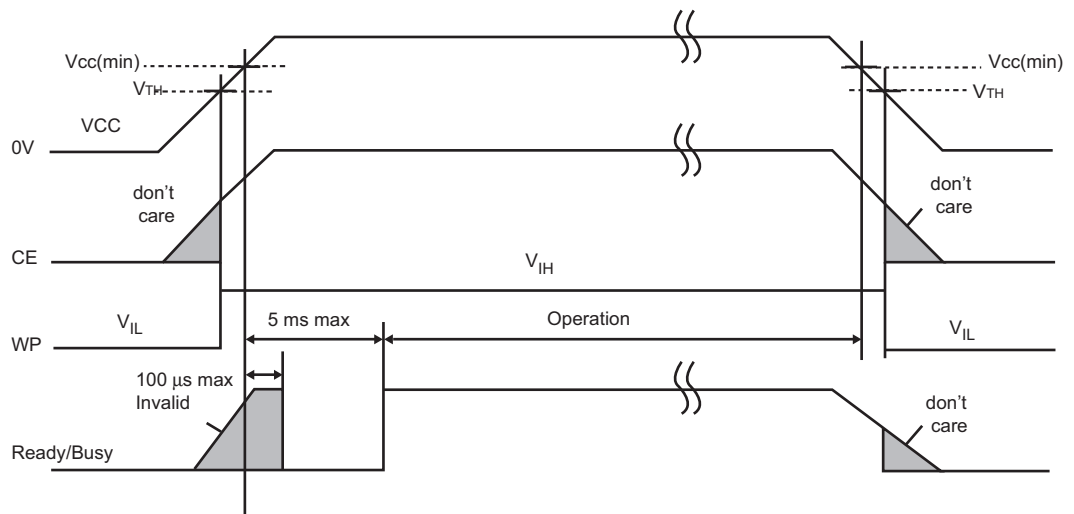 Vcc(min)
Vcc(min)
VTH
VTH
VCC
0V
don't
care
don't
care
CE
VIH
VIL
5 ms max
Operation
VIL
WP
100 µs max
Invalid
don't
care
Ready/Busy